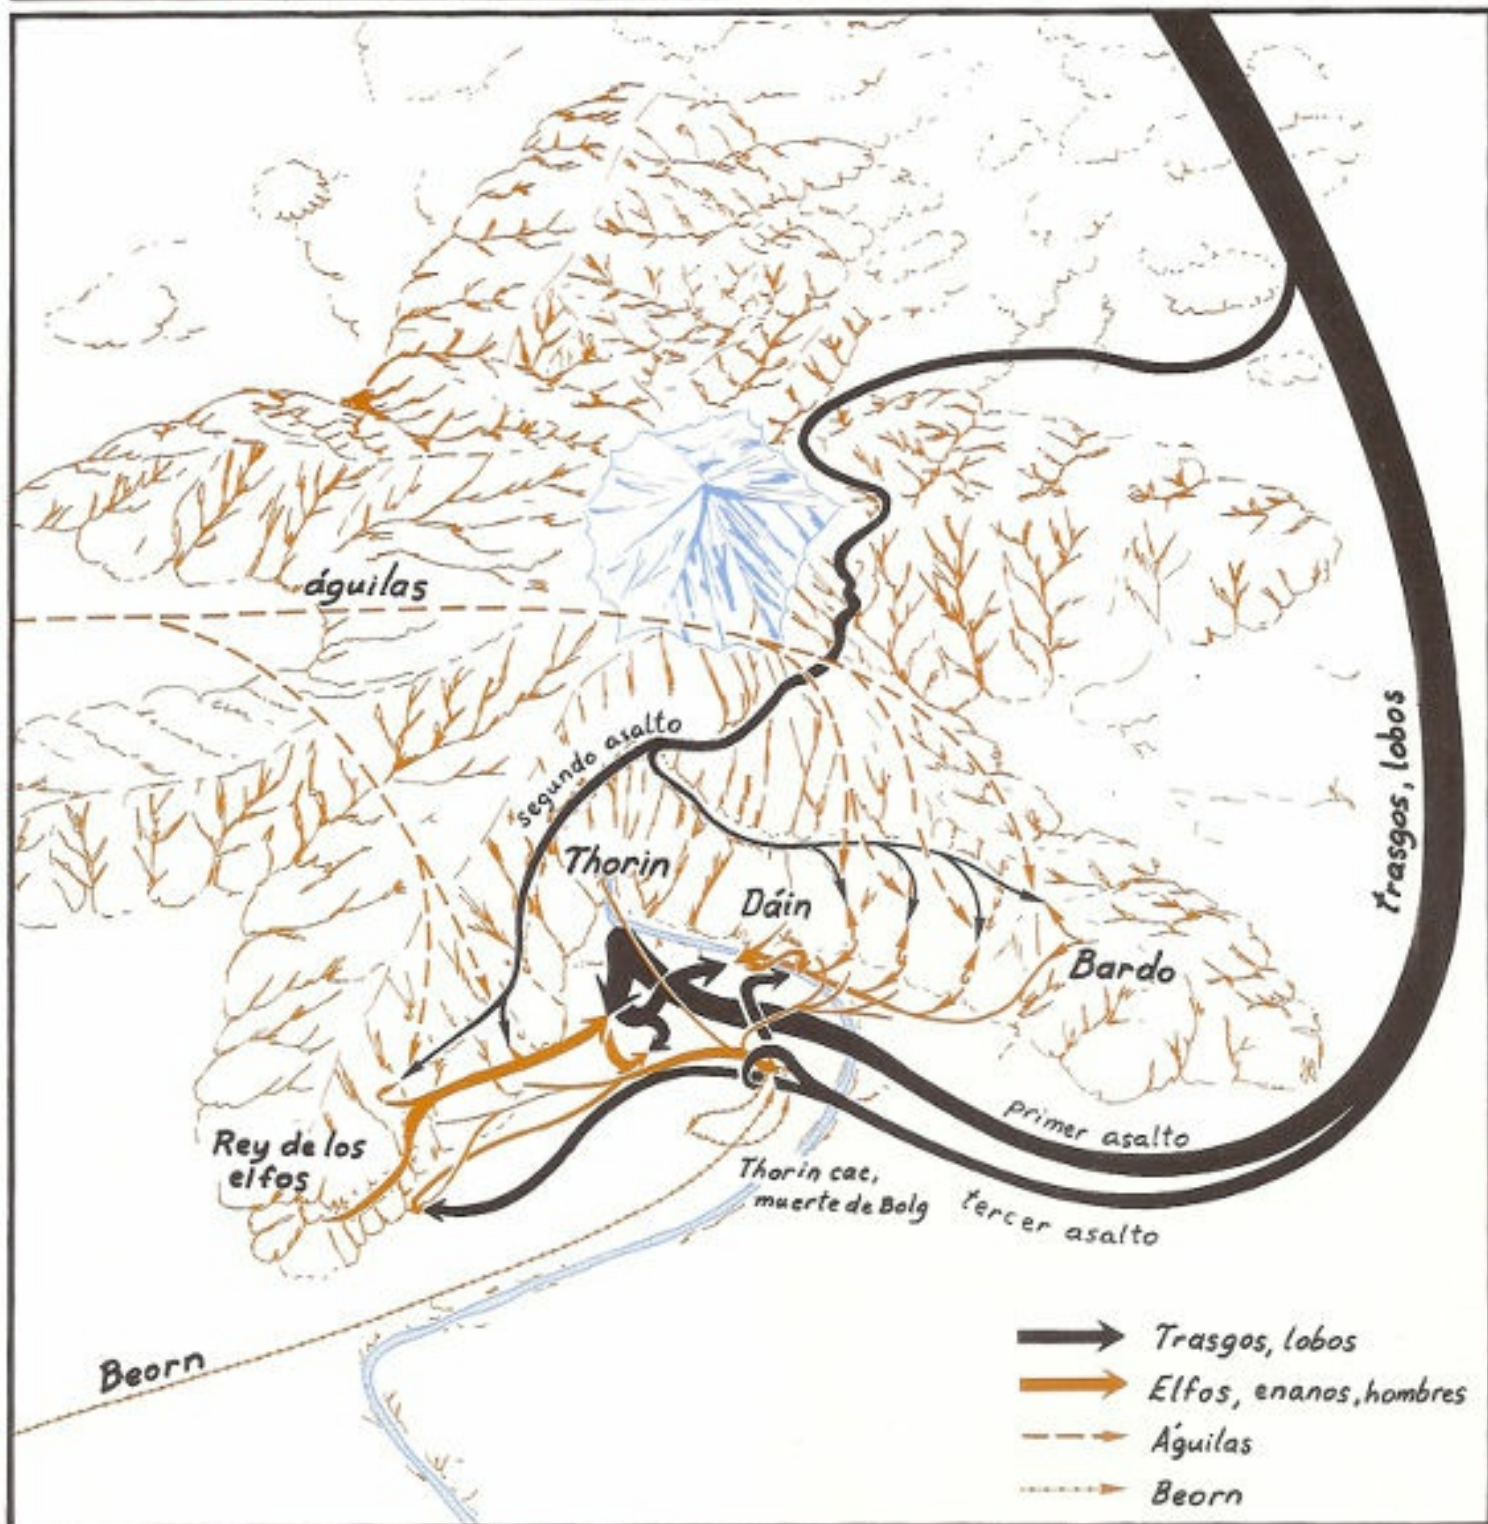 águilas
segundo asalto
trasgos, lobos
Thorin
Dáin
Bardo
Rey de los
elfos
primer asalto
Thorin cae,
muerte de Bolg
tercer asalto
Beorn
Trasgos, lobos
Elfos, enanos, hombres
Águilas
Beorn